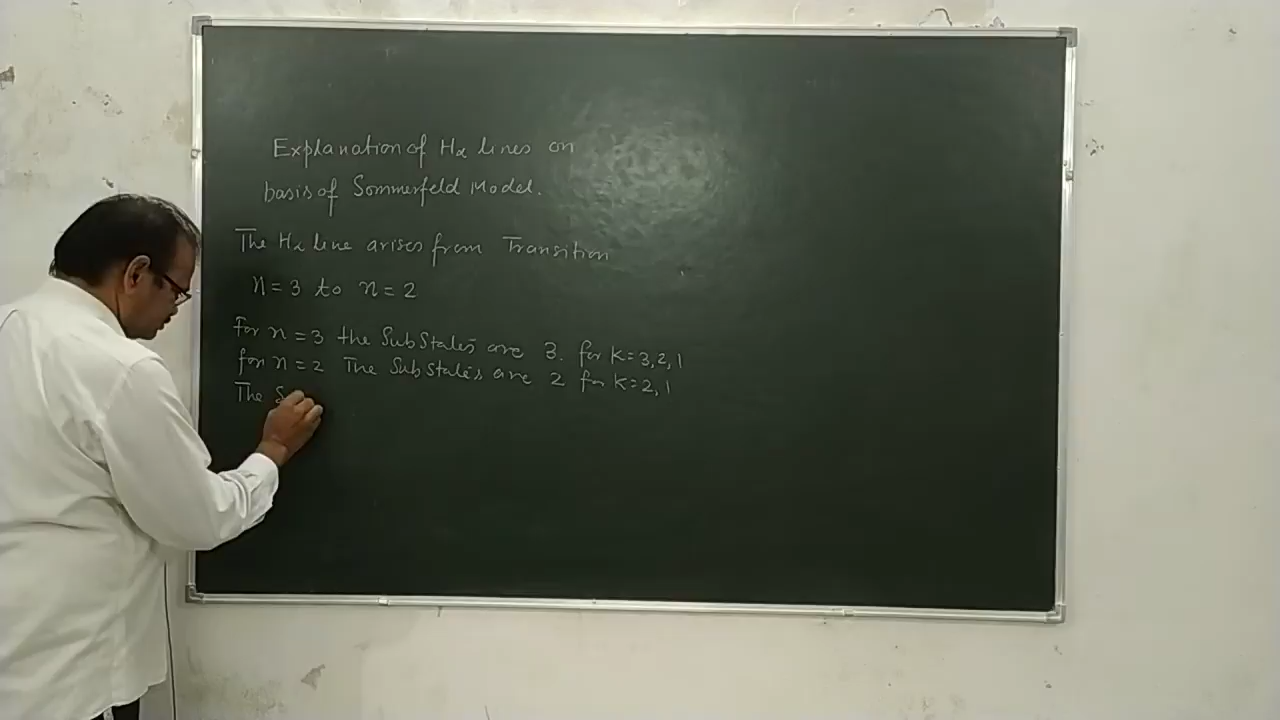 Explanation of Hα lines on
basis of Sommerfeld Model.
The Hα line arises from Transition
n = 3 to n = 2
For n = 3 the SubStates are 3. for K = 3, 2, 1
for n = 2 The SubStates are 2 for K = 2, 1
The S